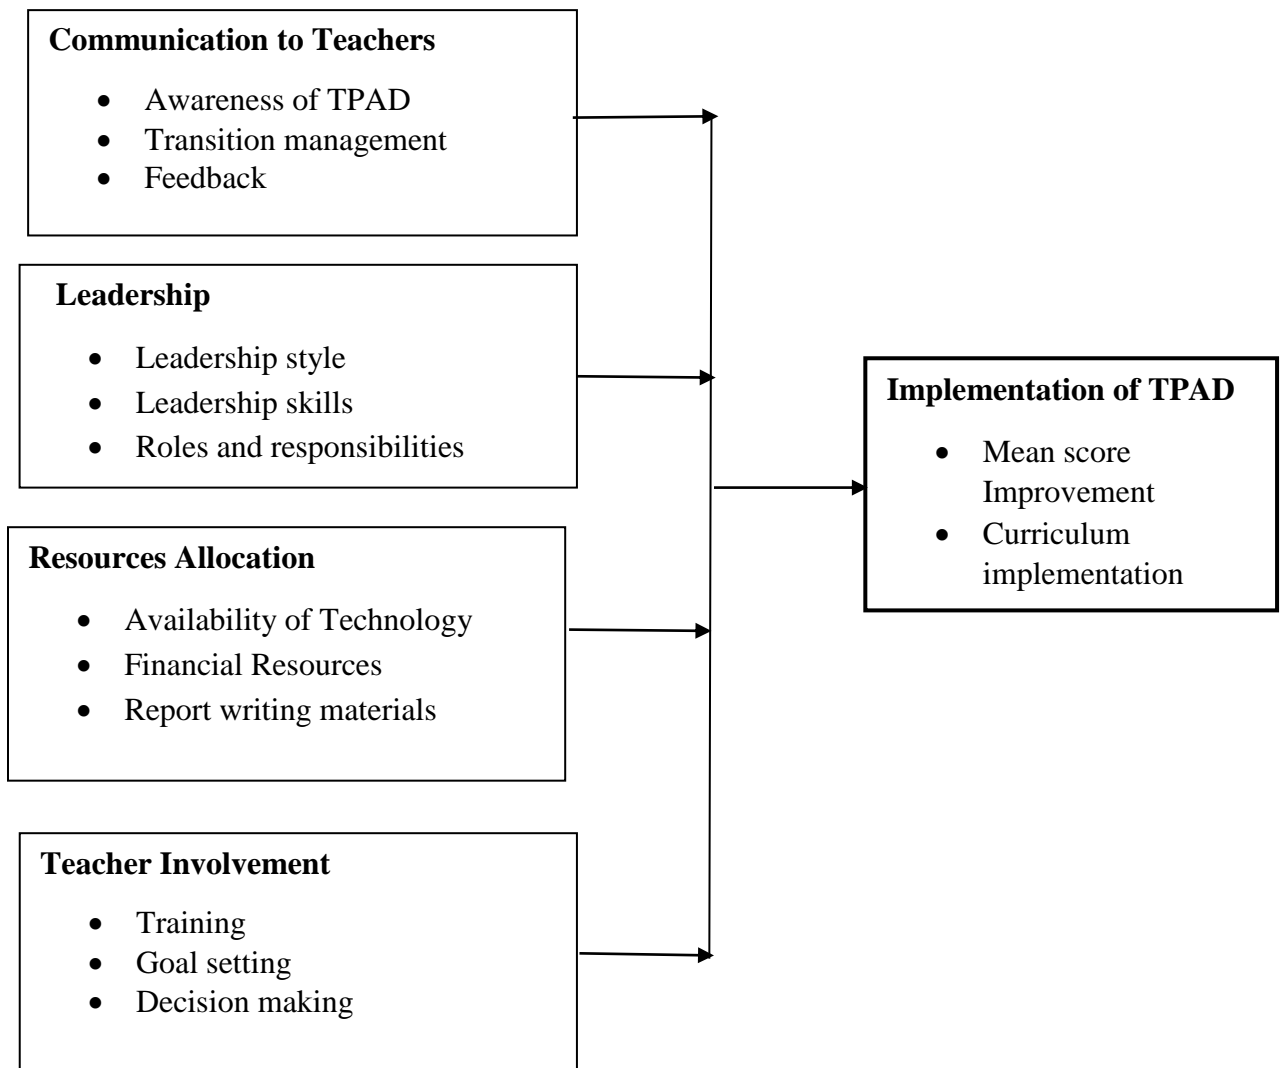 Communication to Teachers
• Awareness of TPAD
• Transition management
• Feedback
Leadership
• Leadership style
• Leadership skills
• Roles and responsibilities
Resources Allocation
• Availability of Technology
• Financial Resources
• Report writing materials
Teacher Involvement
• Training
• Goal setting
• Decision making
Implementation of TPAD
• Mean score
Improvement
• Curriculum
implementation